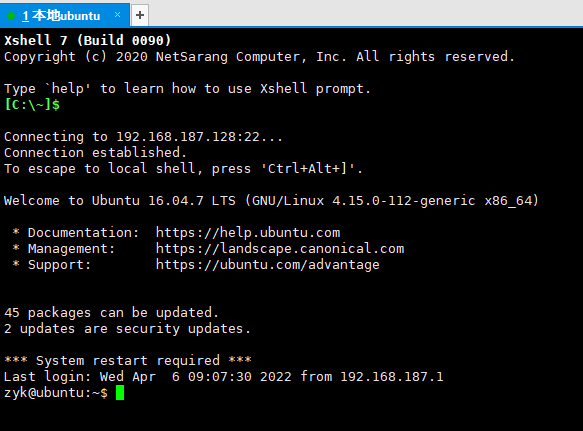 1 本地ubuntu × +
Xshell 7 (Build 0090)
Copyright (c) 2020 NetSarang Computer, Inc. All rights reserved.
Type `help' to learn how to use Xshell prompt.
[C:\~]$
Connecting to 192.168.187.128:22...
Connection established.
To escape to local shell, press 'Ctrl+Alt+]'.
Welcome to Ubuntu 16.04.7 LTS (GNU/Linux 4.15.0-112-generic x86_64)
* Documentation:  https://help.ubuntu.com
* Management:     https://landscape.canonical.com
* Support:        https://ubuntu.com/advantage
45 packages can be updated.
2 updates are security updates.
*** System restart required ***
Last login: Wed Apr  6 09:07:30 2022 from 192.168.187.1
zyk@ubuntu:~$